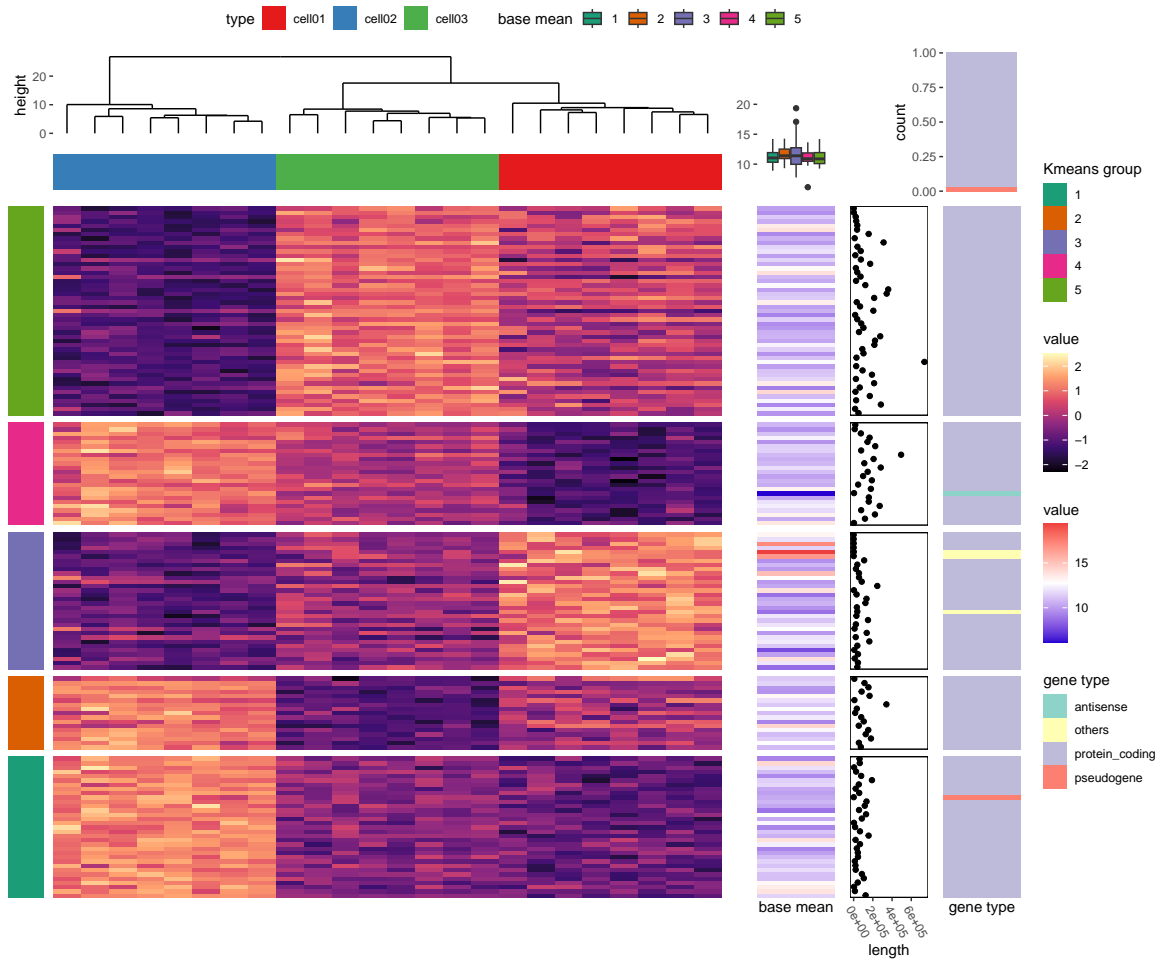 type cell01 cell02 cell03 base mean 1 2 3 4 5
height
20
10
0
20
15
10
count
1.00
0.75
0.50
0.25
0.00
Kmeans group
1
2
3
4
5
value
2
1
0
−1
−2
value
15
10
gene type
antisense
others
protein_coding
pseudogene
base mean
0e+00
2e+05
4e+05
6e+05
length
gene type